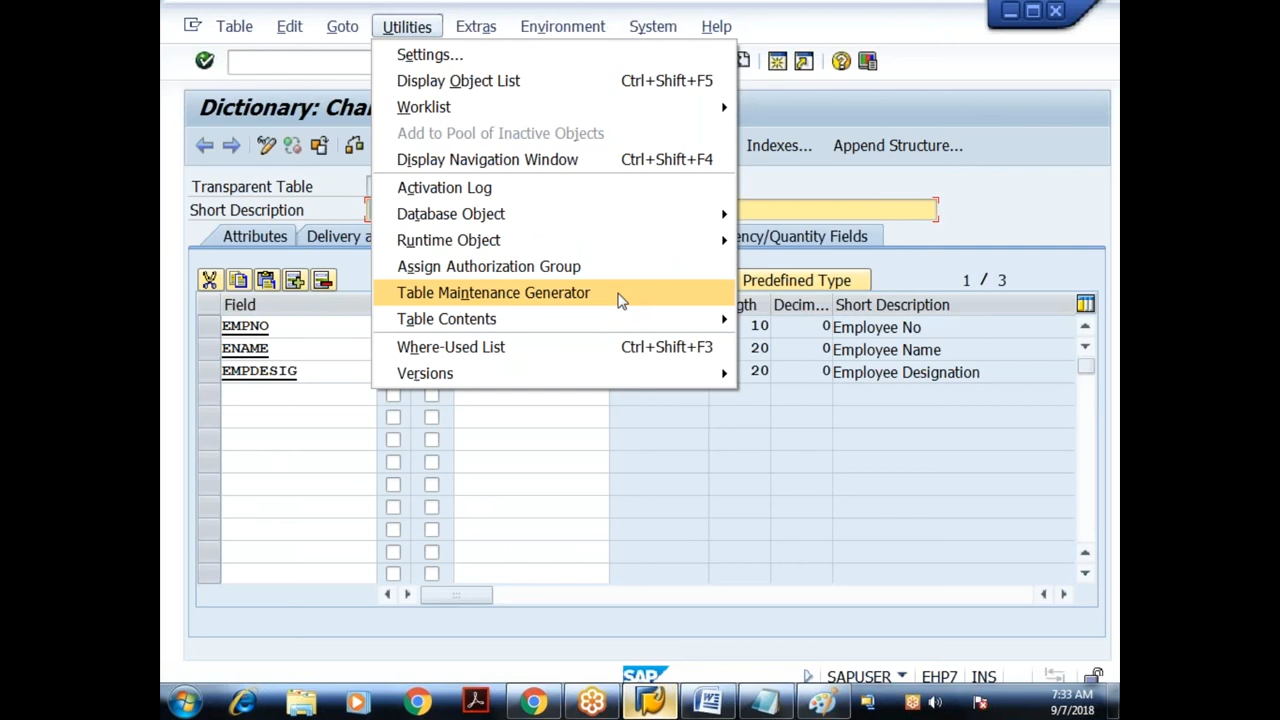 Table Edit Goto Utilities Extras Environment System Help
Settings...
Display Object List Ctrl+Shift+F5
Worklist
Add to Pool of Inactive Objects
Display Navigation Window Ctrl+Shift+F4
Activation Log
Database Object
Runtime Object
Assign Authorization Group
Table Maintenance Generator
Table Contents
Where-Used List Ctrl+Shift+F3
Versions
Dictionary: Cha
Indexes... Append Structure...
Transparent Table
Short Description
Attributes Delivery a ency/Quantity Fields
Predefined Type 1 / 3
Field gth Decim... Short Description
EMPNO 10 0 Employee No
ENAME 20 0 Employee Name
EMPDESIG 20 0 Employee Designation
SAP
SAPUSER EHP7 INS
7:33 AM
9/7/2018